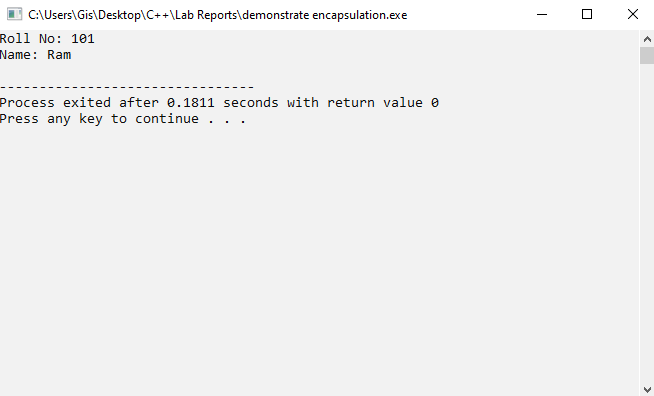 C:\Users\Gis\Desktop\C++\Lab Reports\demonstrate encapsulation.exe
Roll No: 101
Name: Ram
--------------------------------
Process exited after 0.1811 seconds with return value 0
Press any key to continue . . .